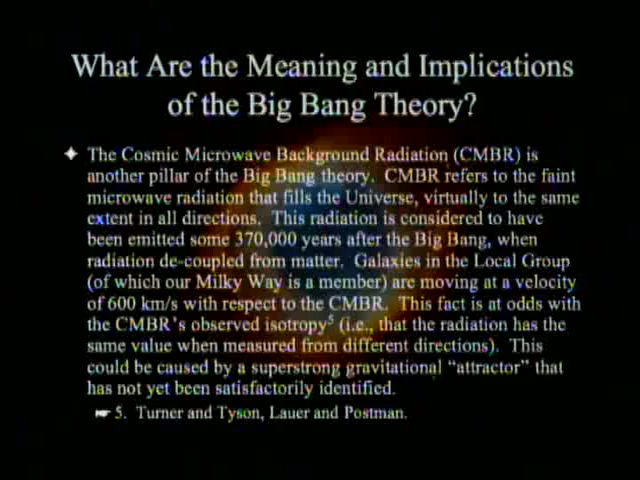 What Are the Meaning and Implications
of the Big Bang Theory?
The Cosmic Microwave Background Radiation (CMBR) is
another pillar of the Big Bang theory. CMBR refers to the faint
microwave radiation that fills the Universe, virtually to the same
extent in all directions. This radiation is considered to have
been emitted some 370,000 years after the Big Bang, when
radiation de-coupled from matter. Galaxies in the Local Group
(of which our Milky Way is a member) are moving at a velocity
of 600 km/s with respect to the CMBR. This fact is at odds with
the CMBR's observed isotropy⁵ (i.e., that the radiation has the
same value when measured from different directions). This
could be caused by a superstrong gravitational “attractor” that
has not yet been satisfactorily identified.
5. Turner and Tyson, Lauer and Postman.